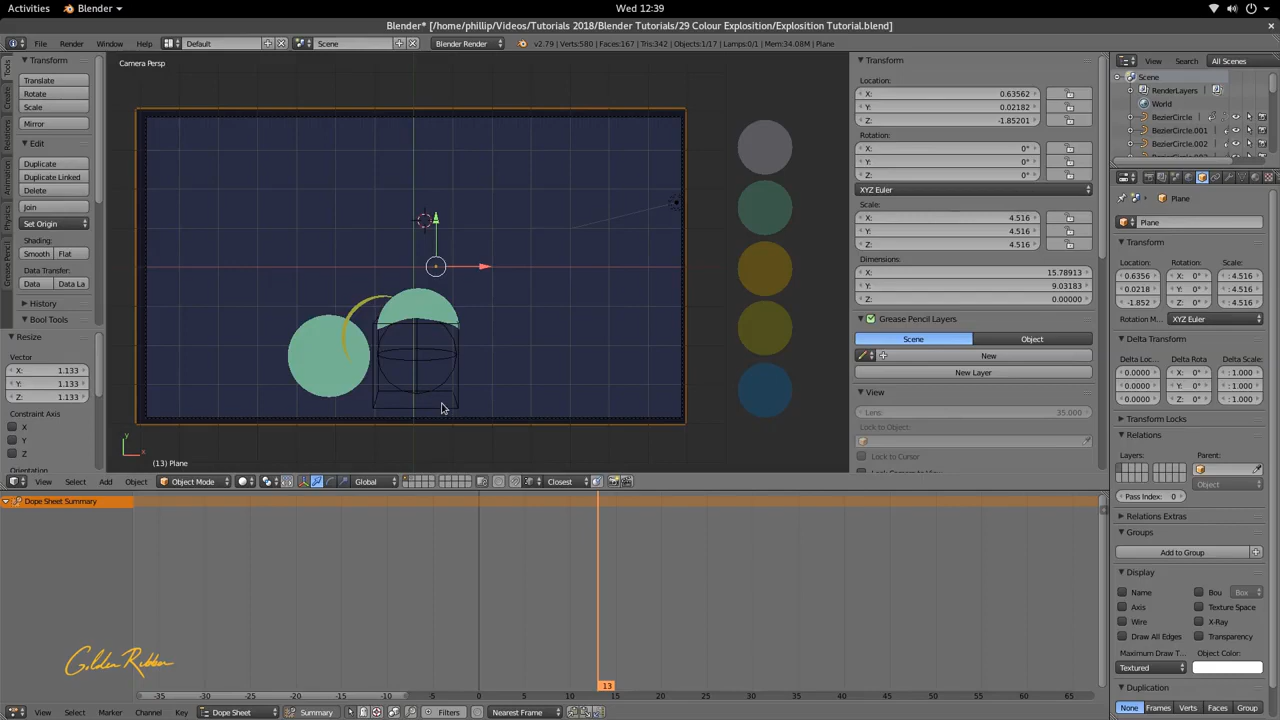 Activities Blender Wed 12:39
Blender* [/home/phillip/Videos/Tutorials 2018/Blender Tutorials/29 Colour Exposition/Exposition Tutorial.blend]
File Render Window Help Default Scene Blender Render v2.79 | Verts:580 | Faces:167 | Tris:342 | Objects:1/17 | Lamps:0/1 | Mem:34.08M | Plane
Tools
Create
Relations
Animation
Physics
Grease Pencil
Transform
Translate
Rotate
Scale
Mirror
Edit
Duplicate
Duplicate Linked
Delete
Join
Set Origin
Shading:
Smooth Flat
Data Transfer:
Data Data La
History
Bool Tools
Resize
Vector
X: 1.133
Y: 1.133
Z: 1.133
Constraint Axis
X
Y
Z
Orientation
Camera Persp
y
x
(13) Plane
Transform
Location:
X: 0.63562
Y: 0.02182
Z: -1.85201
Rotation:
X: 0°
Y: 0°
Z: 0°
XYZ Euler
Scale:
X: 4.516
Y: 4.516
Z: 4.516
Dimensions:
X: 15.78913
Y: 9.03183
Z: 0.00000
Grease Pencil Layers
Scene Object
New
New Layer
View
Lens: 35.000
Lock to Object:
Lock to Cursor
View Search All Scenes
Scene
RenderLayers
World
BezierCircle
BezierCircle.001
BezierCircle.002
Plane
Plane
Transform
Location: Rotation: Scale:
X: 0.6356 X: 0° X: 4.516
Y: 0.0218 Y: 0° Y: 4.516
Z: -1.852 Z: 0° Z: 4.516
Rotation M... XYZ Euler
Delta Transform
Delta Loc... Delta Rota Delta Scale:
0.0000 X: 0° : 1.000
0.0000 Y: 0° : 1.000
0.0000 Z: 0° : 1.000
Transform Locks
Relations
Layers: Parent:
Object
Pass Index: 0
Relations Extras
Groups
Add to Group
Display
Name Bou Box
Axis Texture Space
Wire X-Ray
Draw All Edges Transparency
Maximum Draw T... Object Color:
Textured
Duplication
None Frames Verts Faces Group
View Select Add Object Object Mode Global Closest
Dope Sheet Summary
Golden Ribbon
13
-35 -30 -25 -20 -15 -10 -5 0 5 10 15 20 25 30 35 40 45 50 55 60 65
View Select Marker Channel Key Dope Sheet Summary Filters Nearest Frame